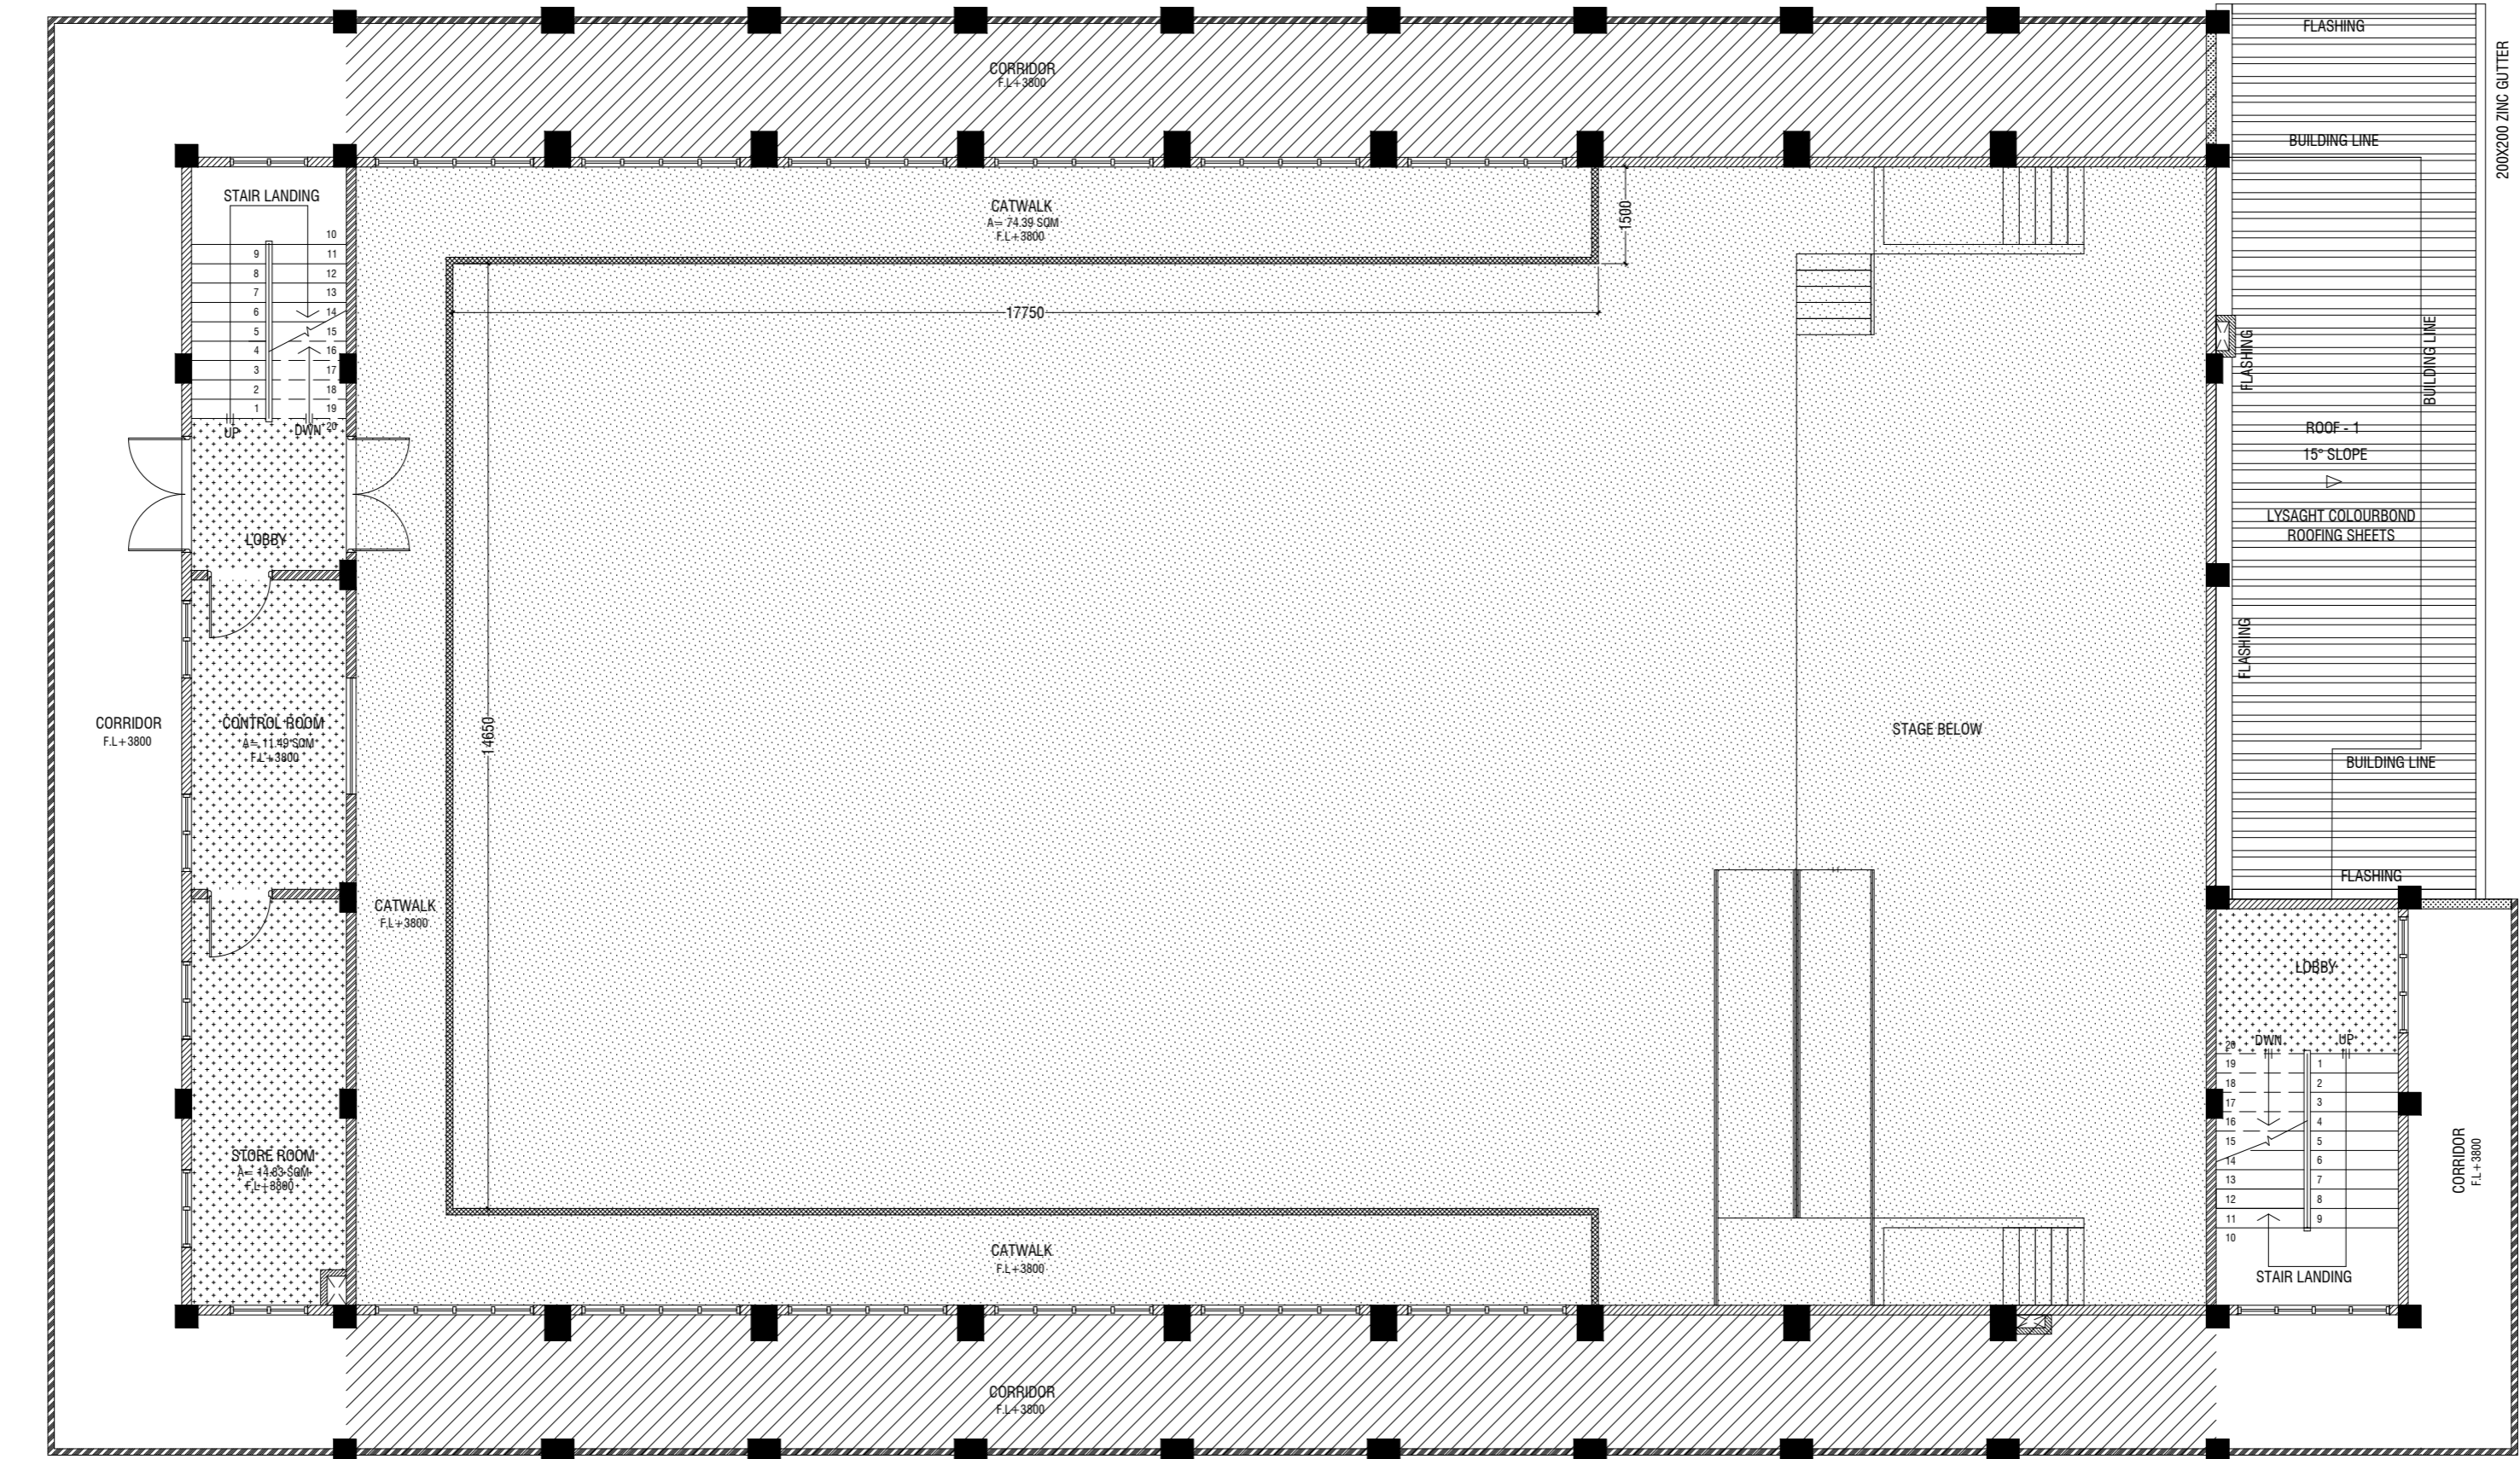 FLASHING
200X200 ZINC GUTTER
CORRIDOR
F.L+3800
BUILDING LINE
STAIR LANDING
CATWALK
A= 74.39 SQM
F.L+3800
1500
10
9
11
8
12
7
13
6
14
5
15
4
16
3
17
2
18
1
19
20
UP
DWN
17750
FLASHING
BUILDING LINE
ROOF - 1
15° SLOPE
LYSAGHT COLOURBOND
ROOFING SHEETS
LOBBY
FLASHING
CORRIDOR
F.L+3800
CONTROL ROOM
A= 11.49 SQM
F.L+3800
14650
STAGE BELOW
BUILDING LINE
FLASHING
CATWALK
F.L+3800
LOBBY
20
DWN
UP
19
1
18
2
17
3
16
4
15
5
14
6
13
7
12
8
11
9
10
STAIR LANDING
CORRIDOR
F.L+3800
STORE ROOM
A= 14.83 SQM
F.L+3800
CATWALK
F.L+3800
CORRIDOR
F.L+3800